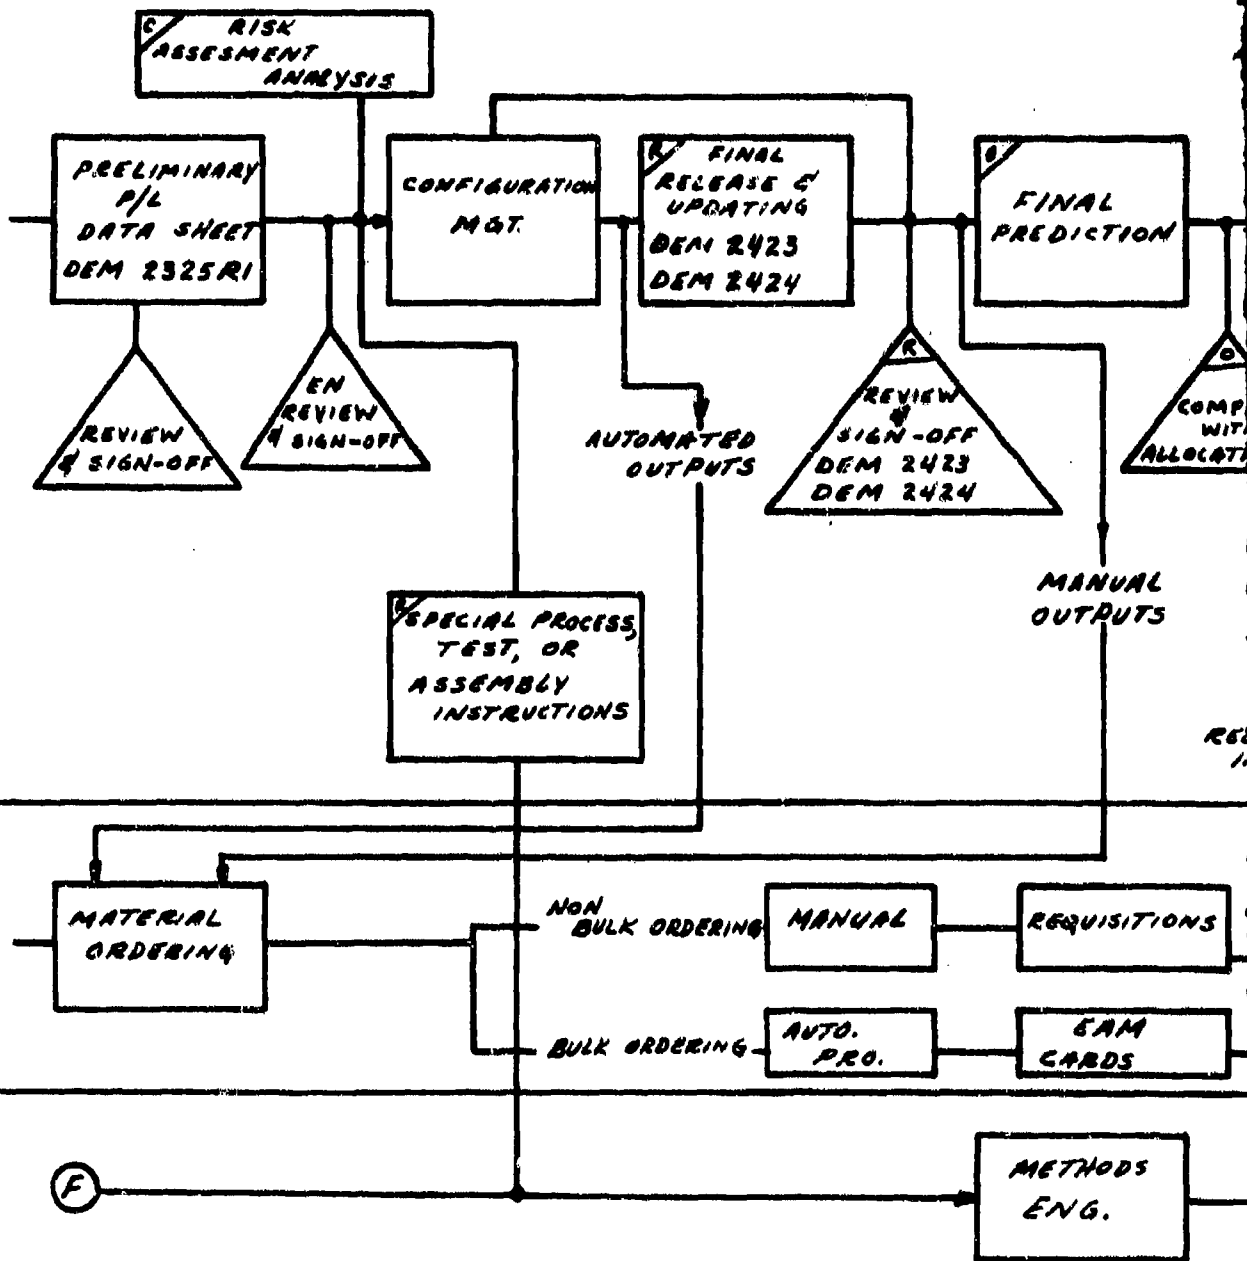 C
RISK
ASSESMENT
ANALYSIS
PRELIMINARY
P/L
DATA SHEET
DEM 2325R1
CONFIGURATION
MGT.
R
FINAL
RELEASE &
UPDATING
DEM 2423
DEM 2424
FINAL
PREDICTION
REVIEW
& SIGN-OFF
EN
REVIEW
& SIGN-OFF
AUTOMATED
OUTPUTS
R
REVIEW
&
SIGN-OFF
DEM 2423
DEM 2424
O
COMP
WIT
ALLOCATI
MANUAL
OUTPUTS
SPECIAL PROCESS,
TEST, OR
ASSEMBLY
INSTRUCTIONS
MATERIAL
ORDERING
NON
BULK ORDERING
MANUAL
REQUISITIONS
BULK ORDERING
AUTO.
PRO.
EAM
CARDS
F
METHODS
ENG.